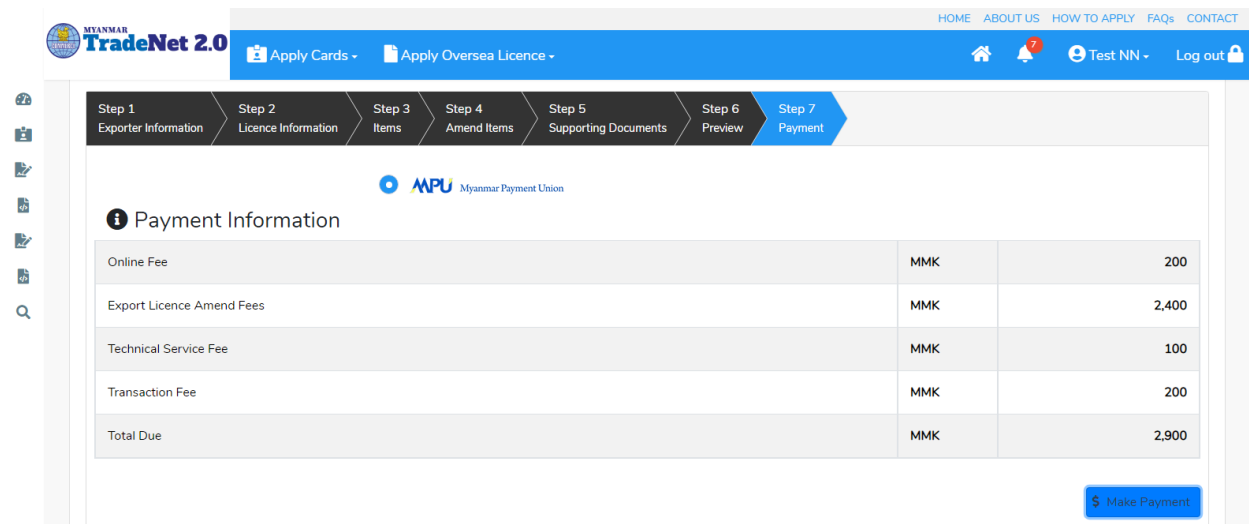 HOME ABOUT US HOW TO APPLY FAQs CONTACT
MYANMAR
TradeNet 2.0
Apply Cards
Apply Oversea Licence
7
Test NN
Log out
Step 1
Exporter Information
Step 2
Licence Information
Step 3
Items
Step 4
Amend Items
Step 5
Supporting Documents
Step 6
Preview
Step 7
Payment
MPU Myanmar Payment Union
Payment Information
Online Fee MMK 200
Export Licence Amend Fees MMK 2,400
Technical Service Fee MMK 100
Transaction Fee MMK 200
Total Due MMK 2,900
$ Make Payment